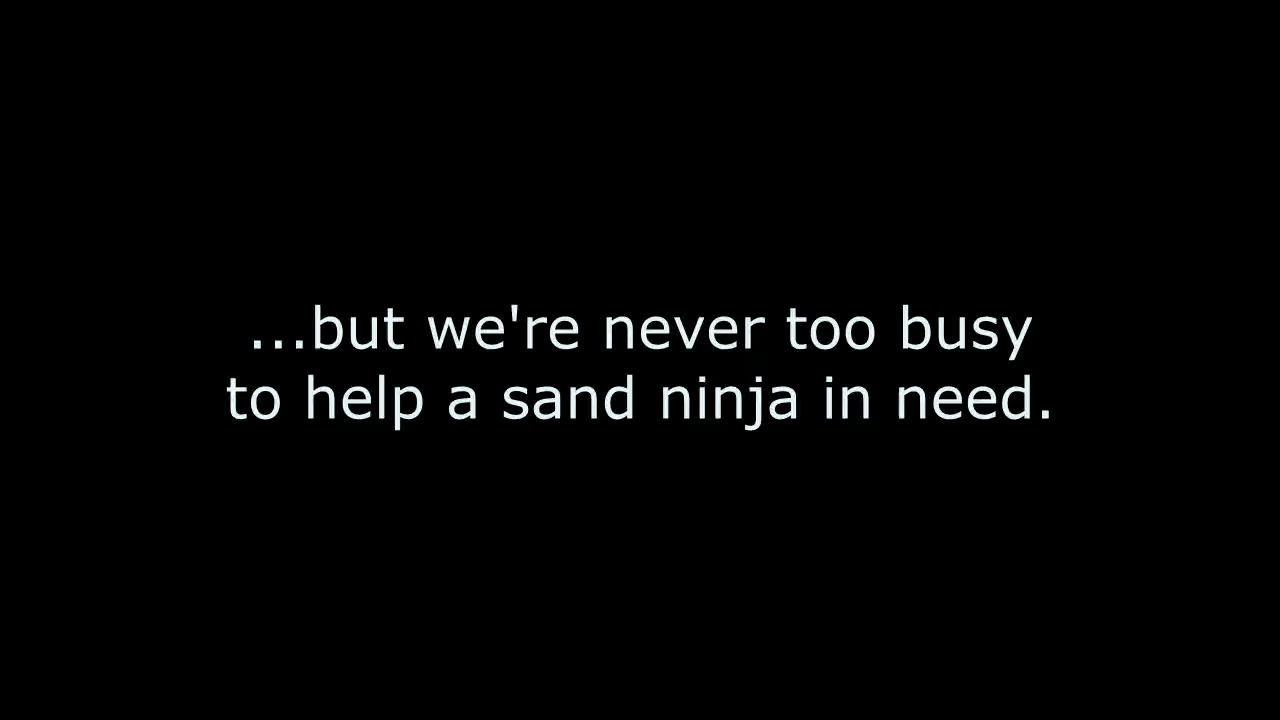 ...but we're never too busy
to help a sand ninja in need.